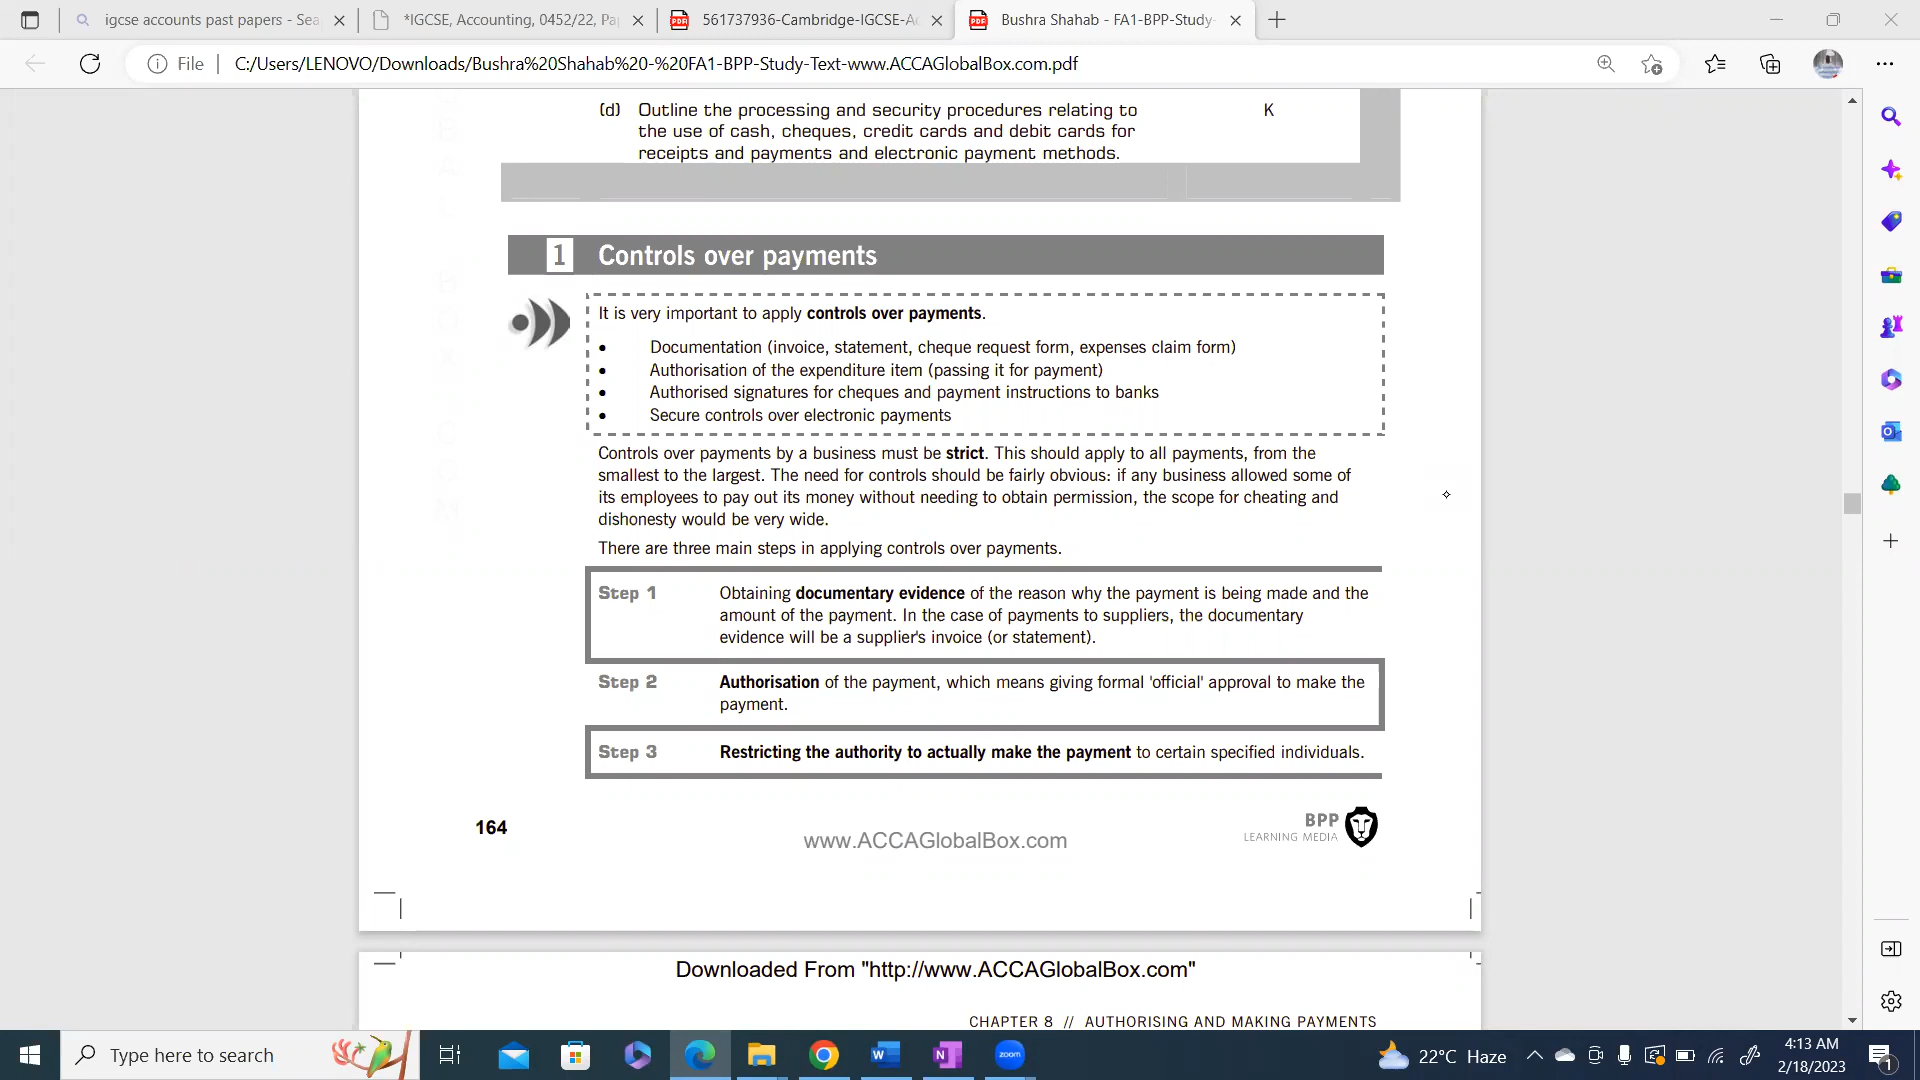 igcse accounts past papers - Sea
*IGCSE, Accounting, 0452/22, Pa
561737936-Cambridge-IGCSE-A
Bushra Shahab - FA1-BPP-Study-
File
C:/Users/LENOVO/Downloads/Bushra%20Shahab%20-%20FA1-BPP-Study-Text-www.ACCAGlobalBox.com.pdf
(d) Outline the processing and security procedures relating to K
the use of cash, cheques, credit cards and debit cards for
receipts and payments and electronic payment methods.
1 Controls over payments
It is very important to apply controls over payments.
• Documentation (invoice, statement, cheque request form, expenses claim form)
• Authorisation of the expenditure item (passing it for payment)
• Authorised signatures for cheques and payment instructions to banks
• Secure controls over electronic payments
Controls over payments by a business must be strict. This should apply to all payments, from the
smallest to the largest. The need for controls should be fairly obvious: if any business allowed some of
its employees to pay out its money without needing to obtain permission, the scope for cheating and
dishonesty would be very wide.
There are three main steps in applying controls over payments.
Step 1 Obtaining documentary evidence of the reason why the payment is being made and the
amount of the payment. In the case of payments to suppliers, the documentary
evidence will be a supplier's invoice (or statement).
Step 2 Authorisation of the payment, which means giving formal 'official' approval to make the
payment.
Step 3 Restricting the authority to actually make the payment to certain specified individuals.
164
www.ACCAGlobalBox.com
BPP
LEARNING MEDIA
Downloaded From "http://www.ACCAGlobalBox.com"
CHAPTER 8 // AUTHORISING AND MAKING PAYMENTS
Type here to search
zoom
22°C Haze
4:13 AM
2/18/2023
1